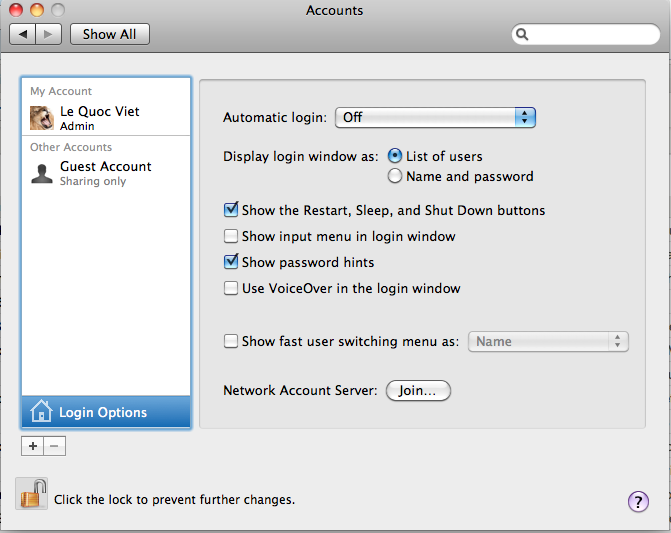 Accounts
Show All
My Account
Le Quoc Viet
Admin
Other Accounts
Guest Account
Sharing only
Login Options
+ −
Automatic login: Off
Display login window as: List of users
Name and password
Show the Restart, Sleep, and Shut Down buttons
Show input menu in login window
Show password hints
Use VoiceOver in the login window
Show fast user switching menu as: Name
Network Account Server: Join...
Click the lock to prevent further changes.
?